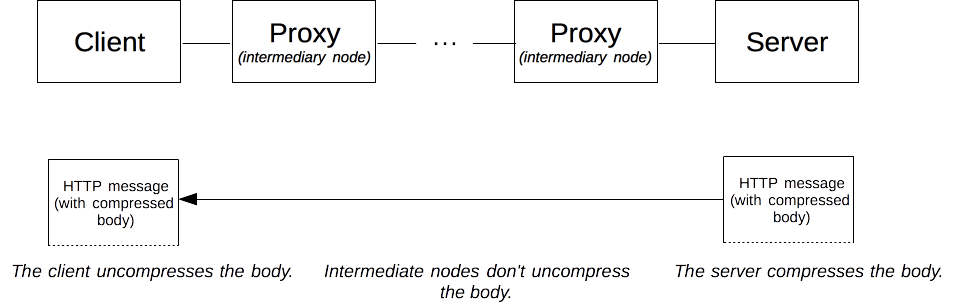 Client
Proxy
(intermediary node)
...
Proxy
(intermediary node)
Server
HTTP message
(with compressed
body)
HTTP message
(with compressed
body)
The client uncompresses the body.
Intermediate nodes don't uncompress
the body.
The server compresses the body.